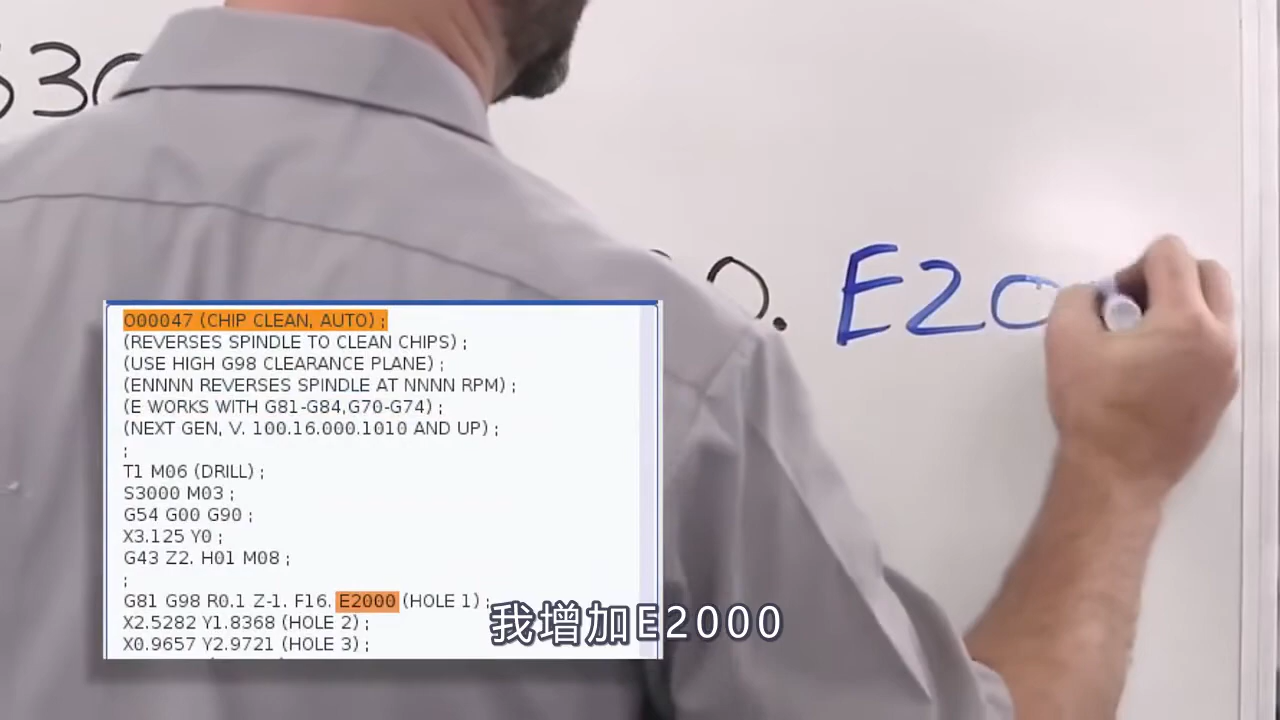 30
0. E20
O00047 (CHIP CLEAN, AUTO) ;
(REVERSES SPINDLE TO CLEAN CHIPS) ;
(USE HIGH G98 CLEARANCE PLANE) ;
(ENNNN REVERSES SPINDLE AT NNNN RPM) ;
(E WORKS WITH G81-G84,G70-G74) ;
(NEXT GEN, V. 100.16.000.1010 AND UP) ;
;
T1 M06 (DRILL) ;
S3000 M03 ;
G54 G00 G90 ;
X3.125 Y0 ;
G43 Z2. H01 M08 ;
;
G81 G98 R0.1 Z-1. F16. E2000 (HOLE 1) ;
X2.5282 Y1.8368 (HOLE 2) ;
X0.9657 Y2.9721 (HOLE 3) ;
我增加E2000